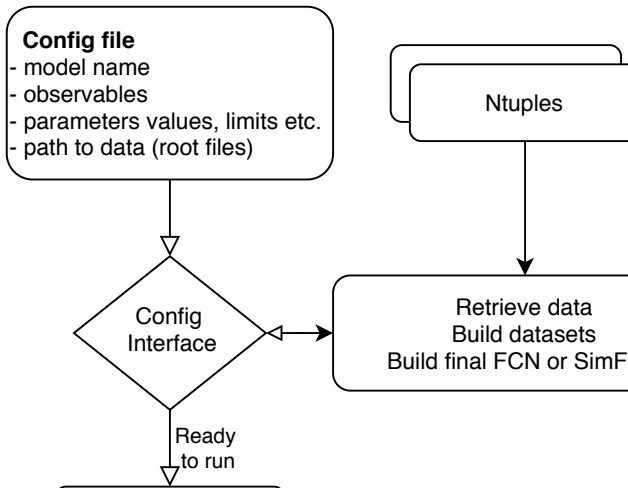 Config file
- model name
- observables
- parameters values, limits etc.
- path to data (root files)
Ntuples
Config
Interface
Retrieve data
Build datasets
Build final FCN or SimF
Ready
to run